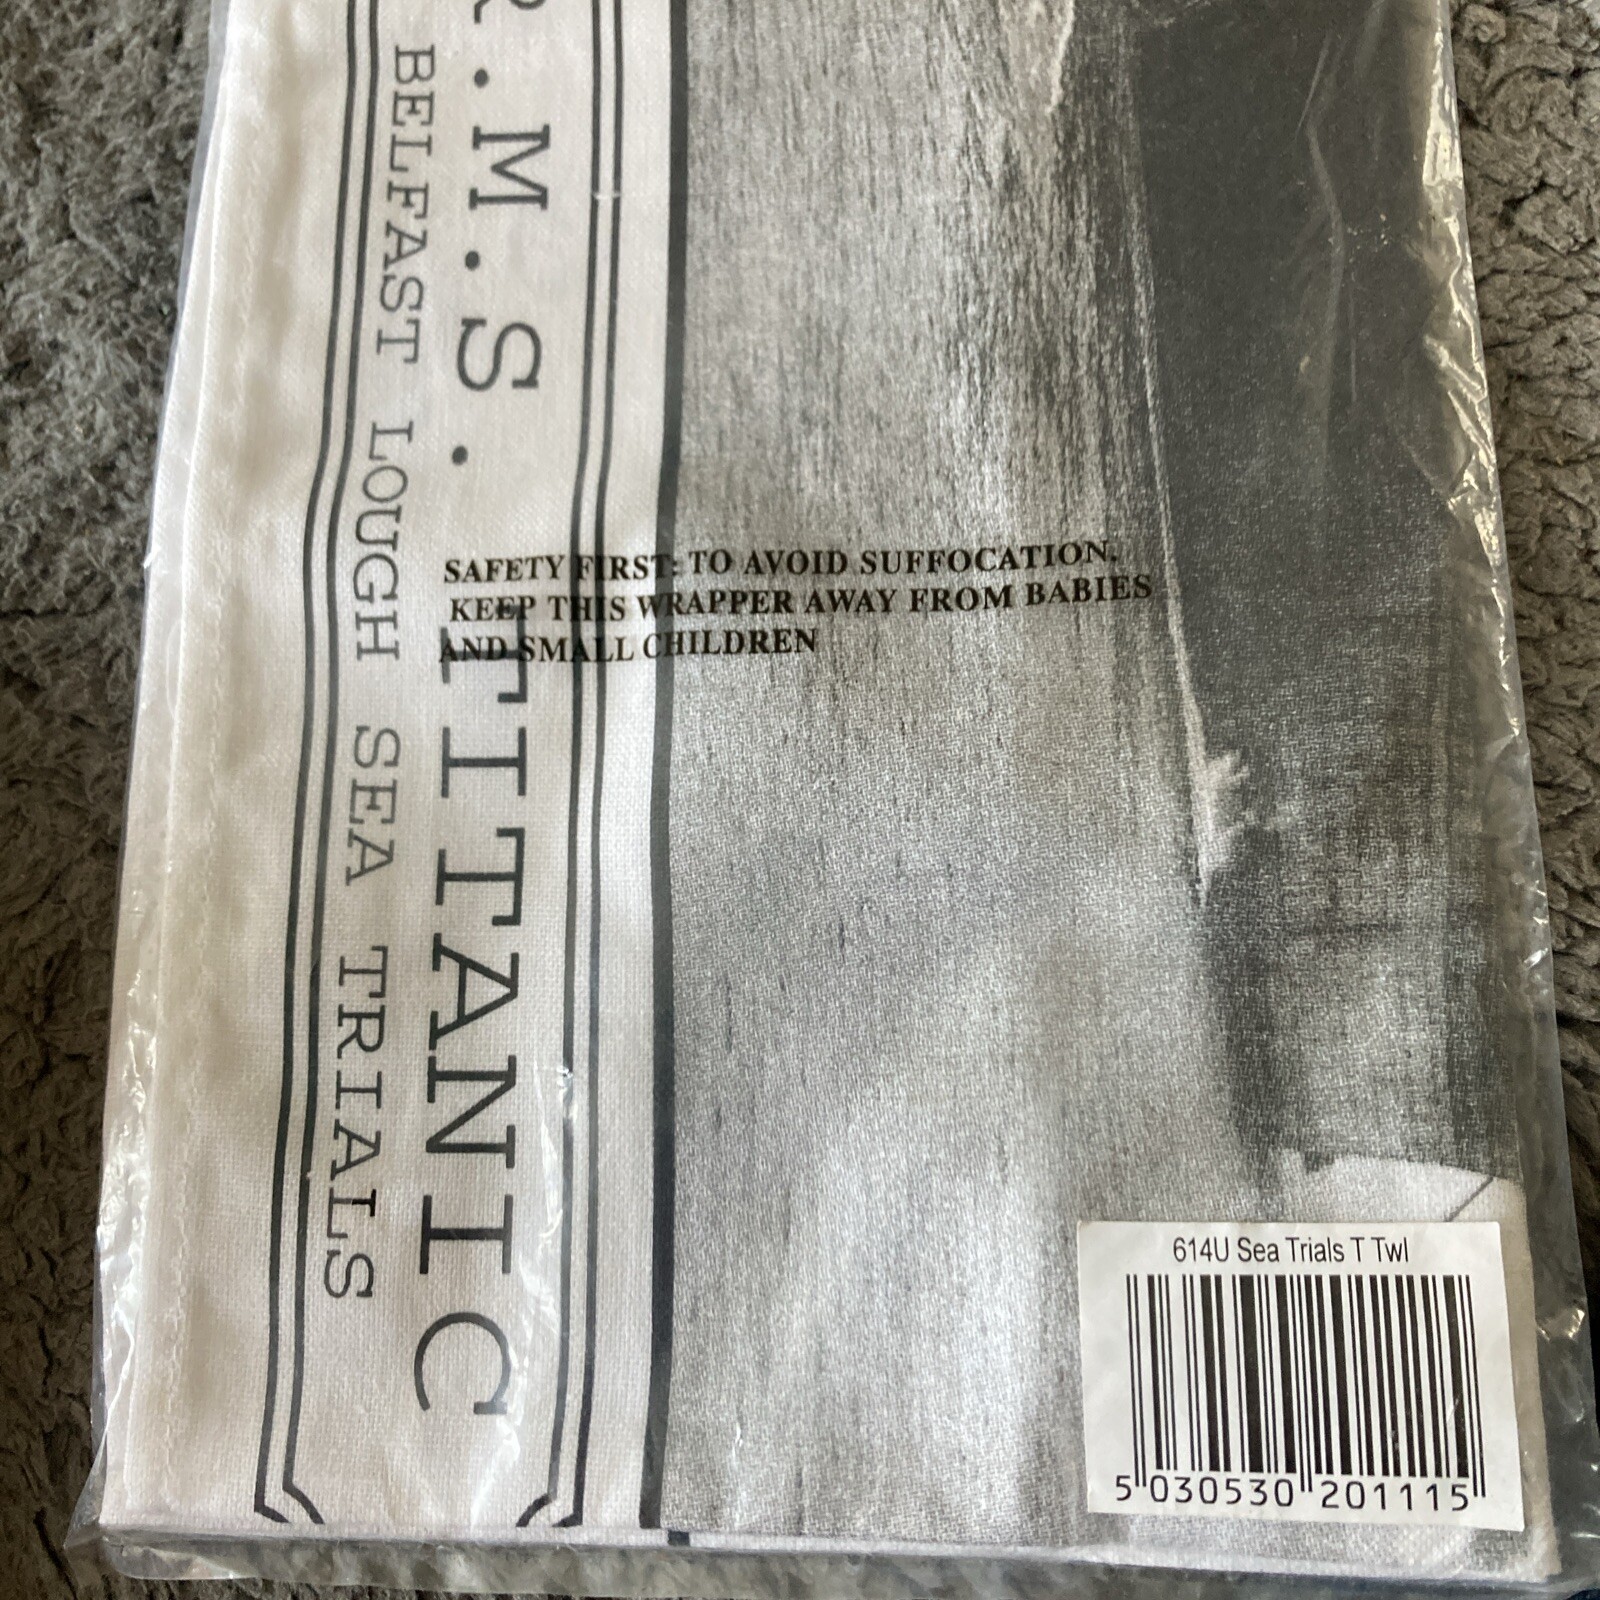 R.M.S. TITANIC
BELFAST LOUGH SEA TRIALS
SAFETY FIRST: TO AVOID SUFFOCATION.
KEEP THIS WRAPPER AWAY FROM BABIES
AND SMALL CHILDREN
614U Sea Trials T Twl
5 030530 201115